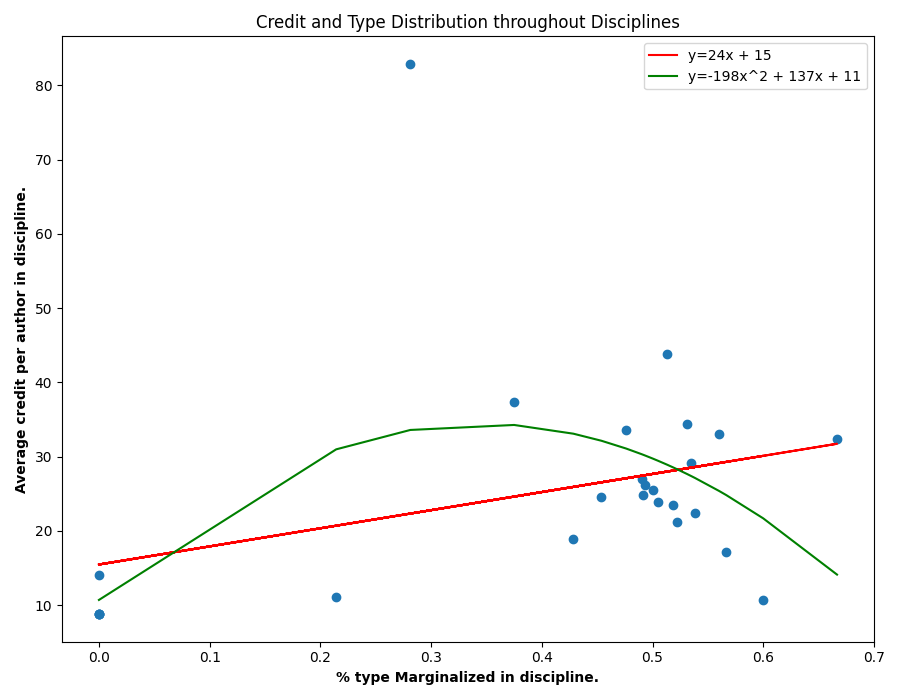 Credit and Type Distribution throughout Disciplines
y=24x + 15
y=-198x^2 + 137x + 11
80
70
60
50
40
30
20
10
Average credit per author in discipline.
0.0 0.1 0.2 0.3 0.4 0.5 0.6 0.7
% type Marginalized in discipline.